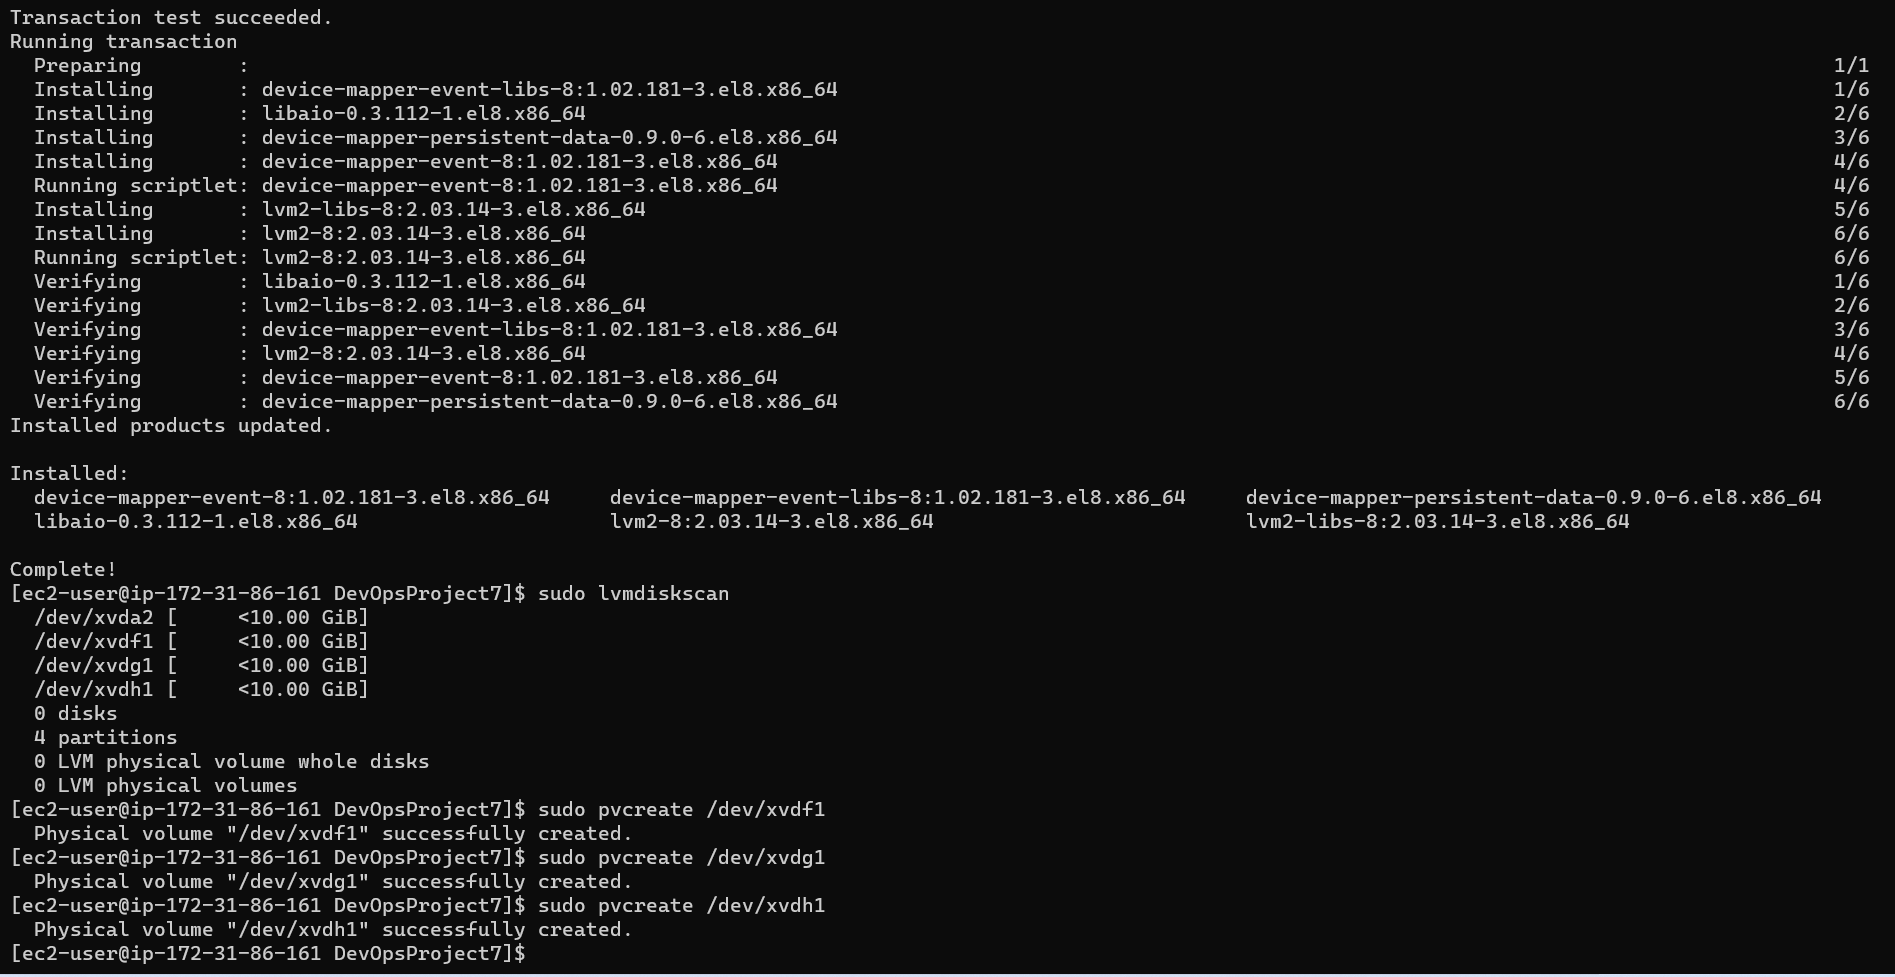 Transaction test succeeded.
Running transaction
  Preparing        :                                                                                                                                    1/1
  Installing       : device-mapper-event-libs-8:1.02.181-3.el8.x86_64                                                                                   1/6
  Installing       : libaio-0.3.112-1.el8.x86_64                                                                                                        2/6
  Installing       : device-mapper-persistent-data-0.9.0-6.el8.x86_64                                                                                   3/6
  Installing       : device-mapper-event-8:1.02.181-3.el8.x86_64                                                                                        4/6
  Running scriptlet: device-mapper-event-8:1.02.181-3.el8.x86_64                                                                                        4/6
  Installing       : lvm2-libs-8:2.03.14-3.el8.x86_64                                                                                                   5/6
  Installing       : lvm2-8:2.03.14-3.el8.x86_64                                                                                                        6/6
  Running scriptlet: lvm2-8:2.03.14-3.el8.x86_64                                                                                                        6/6
  Verifying        : libaio-0.3.112-1.el8.x86_64                                                                                                        1/6
  Verifying        : lvm2-libs-8:2.03.14-3.el8.x86_64                                                                                                   2/6
  Verifying        : device-mapper-event-libs-8:1.02.181-3.el8.x86_64                                                                                   3/6
  Verifying        : lvm2-8:2.03.14-3.el8.x86_64                                                                                                        4/6
  Verifying        : device-mapper-event-8:1.02.181-3.el8.x86_64                                                                                        5/6
  Verifying        : device-mapper-persistent-data-0.9.0-6.el8.x86_64                                                                                   6/6
Installed products updated.

Installed:
  device-mapper-event-8:1.02.181-3.el8.x86_64     device-mapper-event-libs-8:1.02.181-3.el8.x86_64     device-mapper-persistent-data-0.9.0-6.el8.x86_64
  libaio-0.3.112-1.el8.x86_64                     lvm2-8:2.03.14-3.el8.x86_64                          lvm2-libs-8:2.03.14-3.el8.x86_64

Complete!
[ec2-user@ip-172-31-86-161 DevOpsProject7]$ sudo lvmdiskscan
  /dev/xvda2 [     <10.00 GiB]
  /dev/xvdf1 [     <10.00 GiB]
  /dev/xvdg1 [     <10.00 GiB]
  /dev/xvdh1 [     <10.00 GiB]
  0 disks
  4 partitions
  0 LVM physical volume whole disks
  0 LVM physical volumes
[ec2-user@ip-172-31-86-161 DevOpsProject7]$ sudo pvcreate /dev/xvdf1
  Physical volume "/dev/xvdf1" successfully created.
[ec2-user@ip-172-31-86-161 DevOpsProject7]$ sudo pvcreate /dev/xvdg1
  Physical volume "/dev/xvdg1" successfully created.
[ec2-user@ip-172-31-86-161 DevOpsProject7]$ sudo pvcreate /dev/xvdh1
  Physical volume "/dev/xvdh1" successfully created.
[ec2-user@ip-172-31-86-161 DevOpsProject7]$